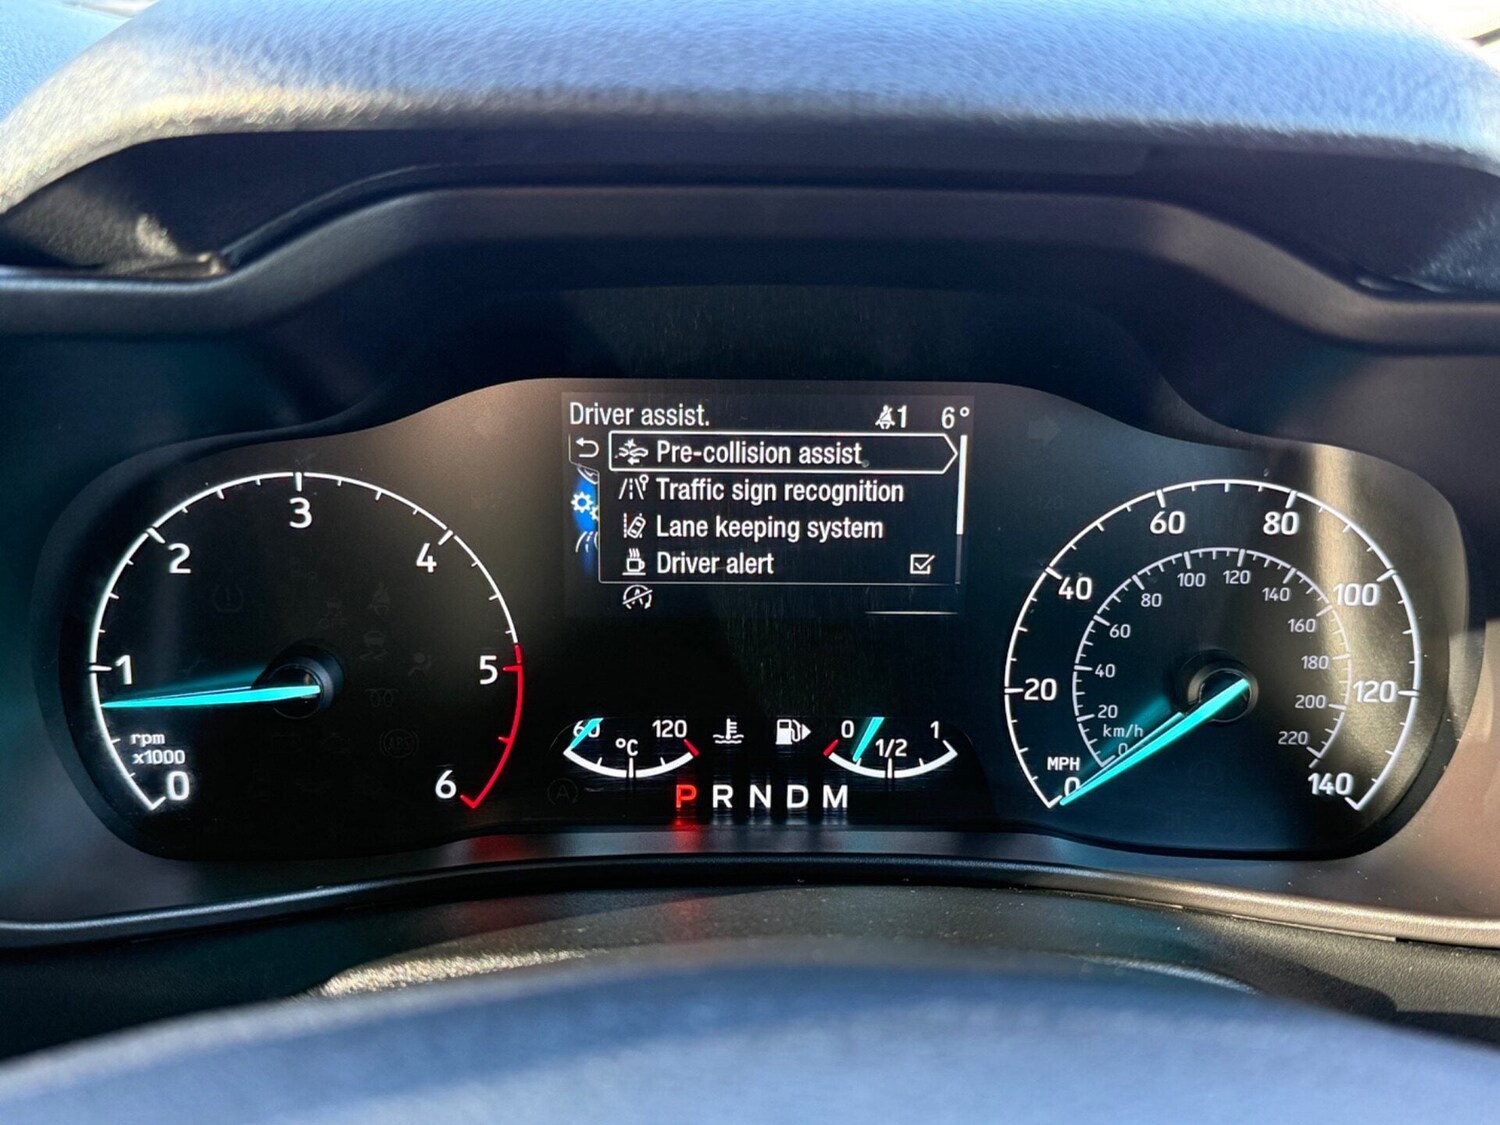 Driver assist. 1 6°
Pre-collision assist
Traffic sign recognition
Lane keeping system
Driver alert
0 1 2 3 4 5 6
rpm
x1000
60 120
°C
0 1/2 1
P R N D M
0 20 40 60 80 100 120 140
MPH
0 20 40 60 80 100 120 140 160 180 200 220
km/h